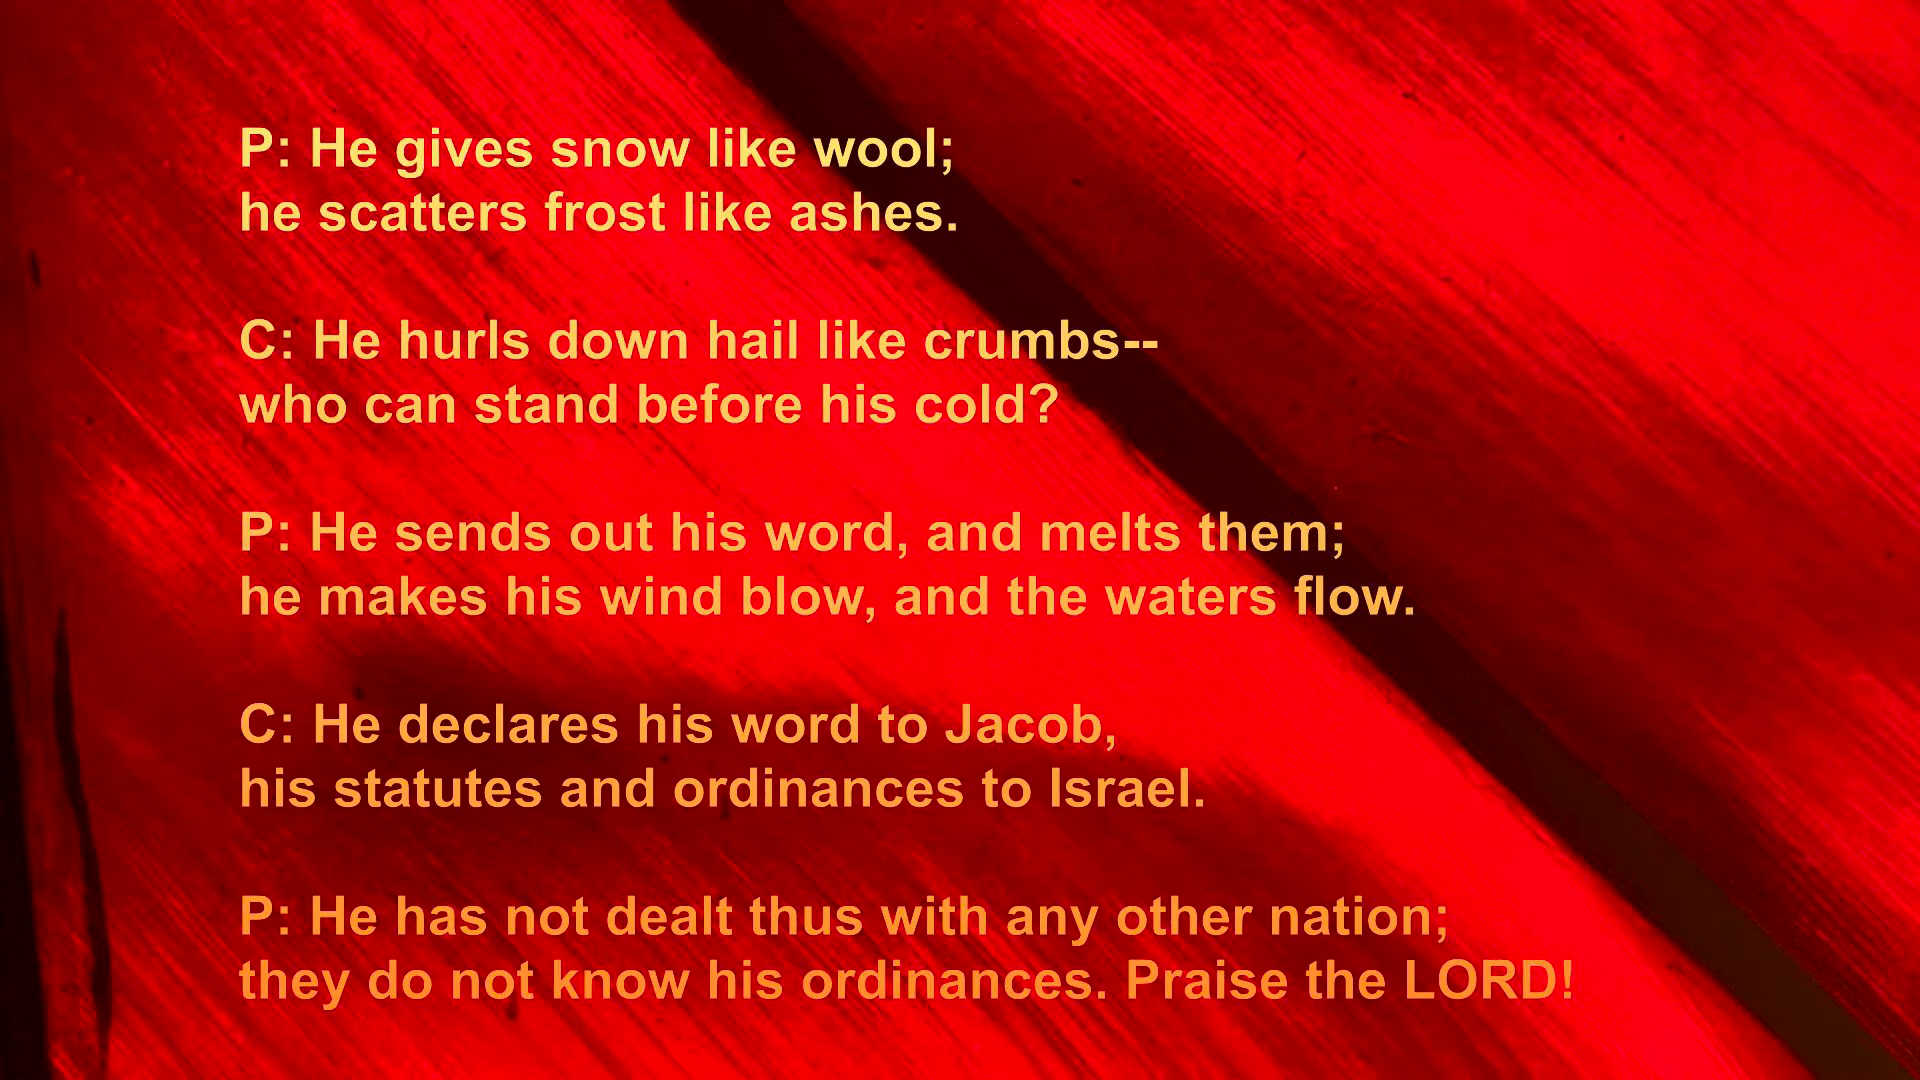 P: He gives snow like wool;
he scatters frost like ashes.
C: He hurls down hail like crumbs--
who can stand before his cold?
P: He sends out his word, and melts them;
he makes his wind blow, and the waters flow.
C: He declares his word to Jacob,
his statutes and ordinances to Israel.
P: He has not dealt thus with any other nation;
they do not know his ordinances. Praise the LORD!